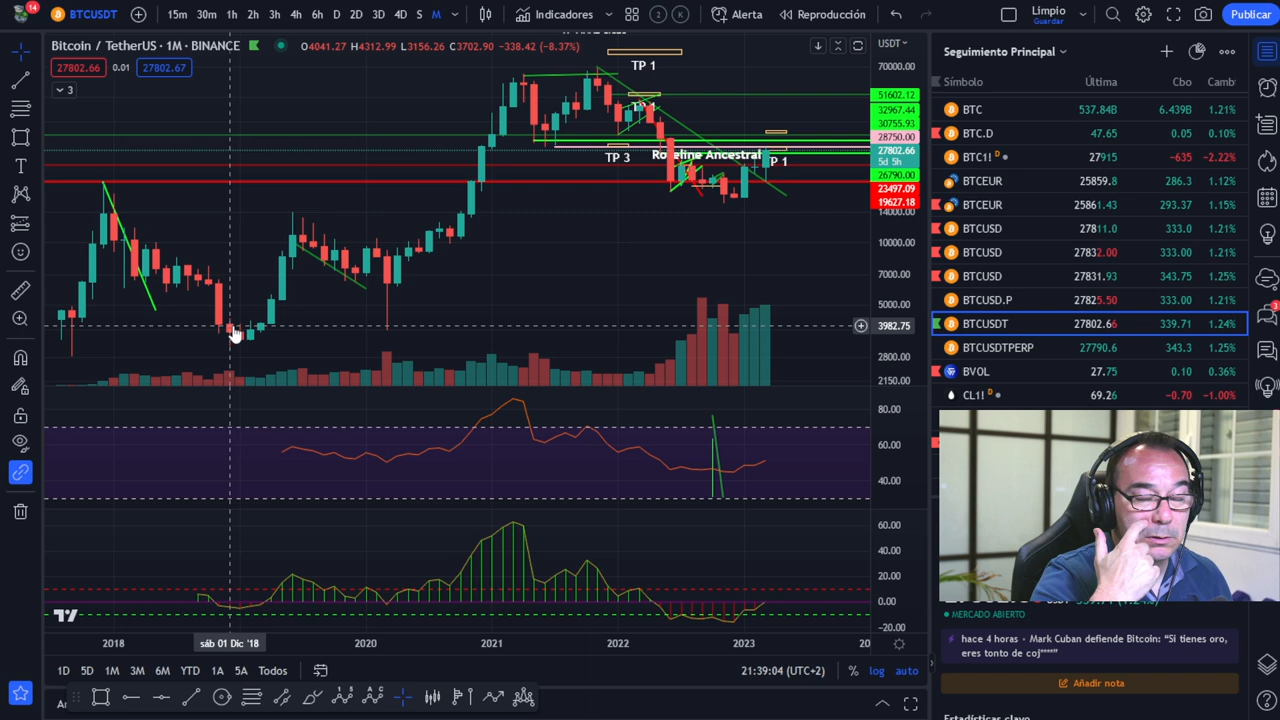 14
BTCUSDT
15m 30m 1h 2h 3h 4h 6h D 2D 3D 4D S M
Indicadores
2 K
Alerta
Reproducción
Limpio
Guardar
Publicar
Bitcoin / TetherUS · 1M · BINANCE
O4041.27 H4312.99 L3156.26 C3702.90 -338.42 (-8.37%)
27802.66 0.01 27802.67
3
USDT
TP 1
TP 3
Roseline Ancestral
TP 1
70000.00
51602.12
32967.44
30755.93
28750.00
27802.66
5d 5h
26790.00
23497.09
19627.18
14000.00
10000.00
7000.00
5000.00
3982.75
2800.00
2150.00
80.00
60.00
40.00
60.00
40.00
20.00
0.00
-20.00
2018
sáb 01 Dic '18
2020
2021
2022
2023
20
1D 5D 1M 3M 6M YTD 1A 5A Todos
21:39:04 (UTC+2)
% log auto
Seguimiento Principal
Símbolo Última Cbo Camb
BTC 537.84B 6.439B 1.21%
BTC.D 47.65 0.05 0.10%
BTC1! D 27915 -635 -2.22%
BTCEUR 25859.8 286.3 1.12%
BTCEUR 25861.43 293.37 1.15%
BTCUSD 27811.0 333.0 1.21%
BTCUSD 27832.00 333.00 1.21%
BTCUSD 27831.93 343.75 1.25%
BTCUSD.P 27825.50 333.00 1.21%
BTCUSDT 27802.66 339.71 1.24%
BTCUSDTPERP 27790.6 343.3 1.25%
BVOL 27.75 0.10 0.36%
CL1! D 69.26 -0.70 -1.00%
3
MERCADO ABIERTO
hace 4 horas - Mark Cuban defiende Bitcoin: “Si tienes oro,
eres tonto de coj****”
Añadir nota
Estadísticas clave